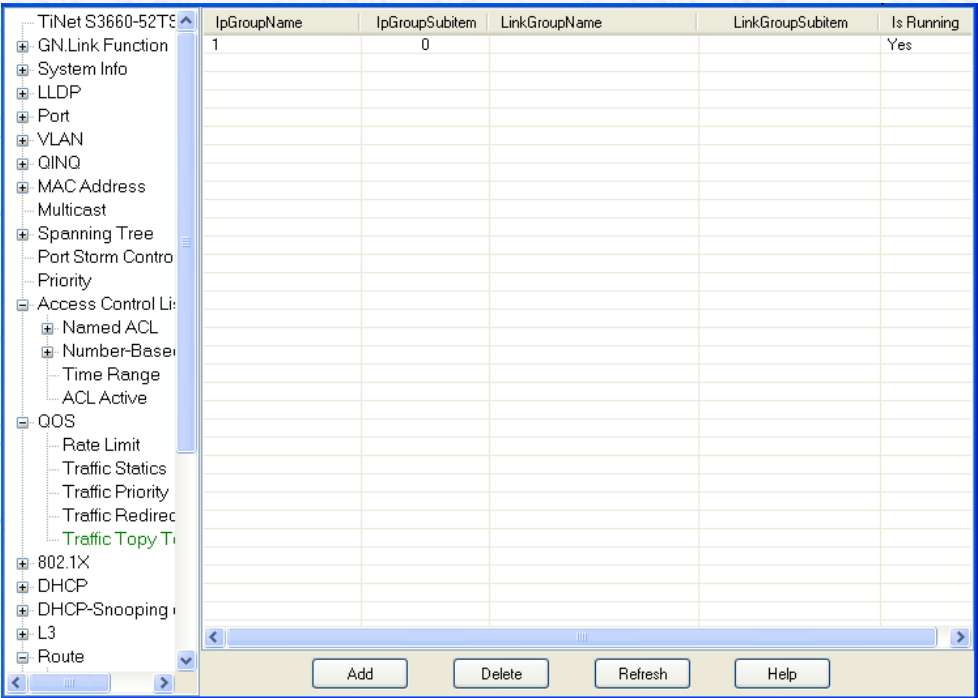 TiNet S3660-52TS
GN.Link Function
System Info
LLDP
Port
VLAN
QINQ
MAC Address
Multicast
Spanning Tree
Port Storm Contro
Priority
Access Control Lis
Named ACL
Number-Based
Time Range
ACL Active
QOS
Rate Limit
Traffic Statics
Traffic Priority
Traffic Redirec
Traffic Topy To
802.1X
DHCP
DHCP-Snooping
L3
Route
IpGroupName IpGroupSubitem LinkGroupName LinkGroupSubitem Is Running
1 0 Yes
Add Delete Refresh Help